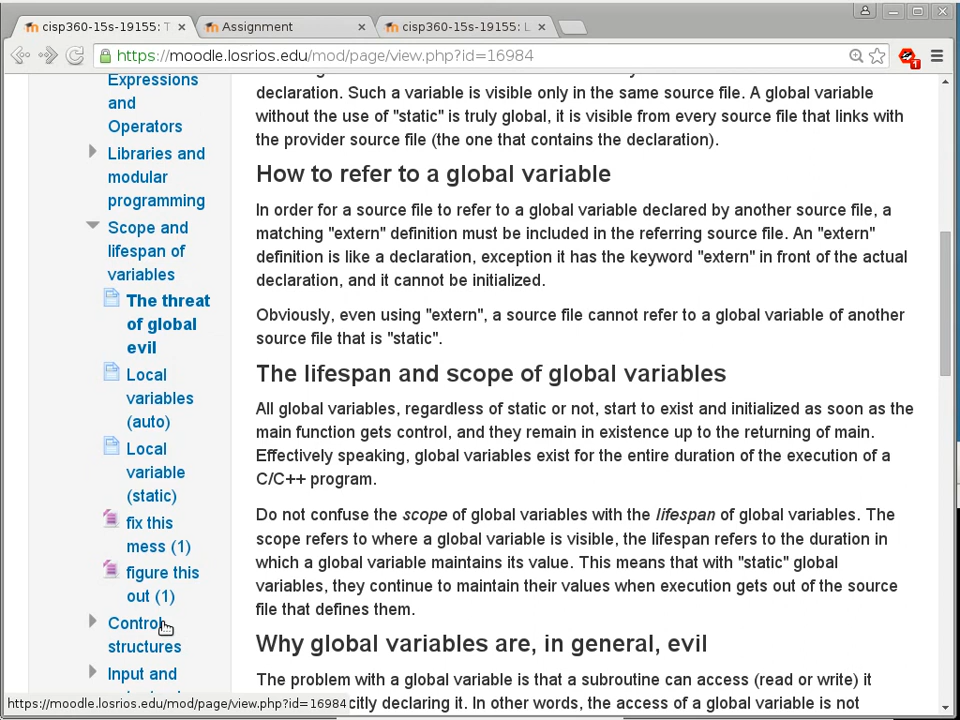 cisp360-15s-19155: T
Assignment
cisp360-15s-19155: L
https://moodle.losrios.edu/mod/page/view.php?id=16984
1
Expressions
and
Operators
Libraries and
modular
programming
Scope and
lifespan of
variables
The threat
of global
evil
Local
variables
(auto)
Local
variable
(static)
fix this
mess (1)
figure this
out (1)
Control
structures
Input and
https://moodle.losrios.edu/mod/page/view.php?id=16984
declaration. Such a variable is visible only in the same source file. A global variable
without the use of "static" is truly global, it is visible from every source file that links with
the provider source file (the one that contains the declaration).
How to refer to a global variable
In order for a source file to refer to a global variable declared by another source file, a
matching "extern" definition must be included in the referring source file. An "extern"
definition is like a declaration, exception it has the keyword "extern" in front of the actual
declaration, and it cannot be initialized.
Obviously, even using "extern", a source file cannot refer to a global variable of another
source file that is "static".
The lifespan and scope of global variables
All global variables, regardless of static or not, start to exist and initialized as soon as the
main function gets control, and they remain in existence up to the returning of main.
Effectively speaking, global variables exist for the entire duration of the execution of a
C/C++ program.
Do not confuse the scope of global variables with the lifespan of global variables. The
scope refers to where a global variable is visible, the lifespan refers to the duration in
which a global variable maintains its value. This means that with "static" global
variables, they continue to maintain their values when execution gets out of the source
file that defines them.
Why global variables are, in general, evil
The problem with a global variable is that a subroutine can access (read or write) it
declaring it. In other words, the access of a global variable is not